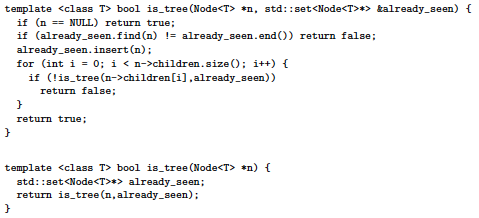 template <class T> bool is_tree(Node<T> *n, std::set<Node<T>*> &already_seen) {
  if (n == NULL) return true;
  if (already_seen.find(n) != already_seen.end()) return false;
  already_seen.insert(n);
  for (int i = 0; i < n->children.size(); i++) {
    if (!is_tree(n->children[i],already_seen))
      return false;
  }
  return true;
}
template <class T> bool is_tree(Node<T> *n) {
  std::set<Node<T>*> already_seen;
  return is_tree(n,already_seen);
}